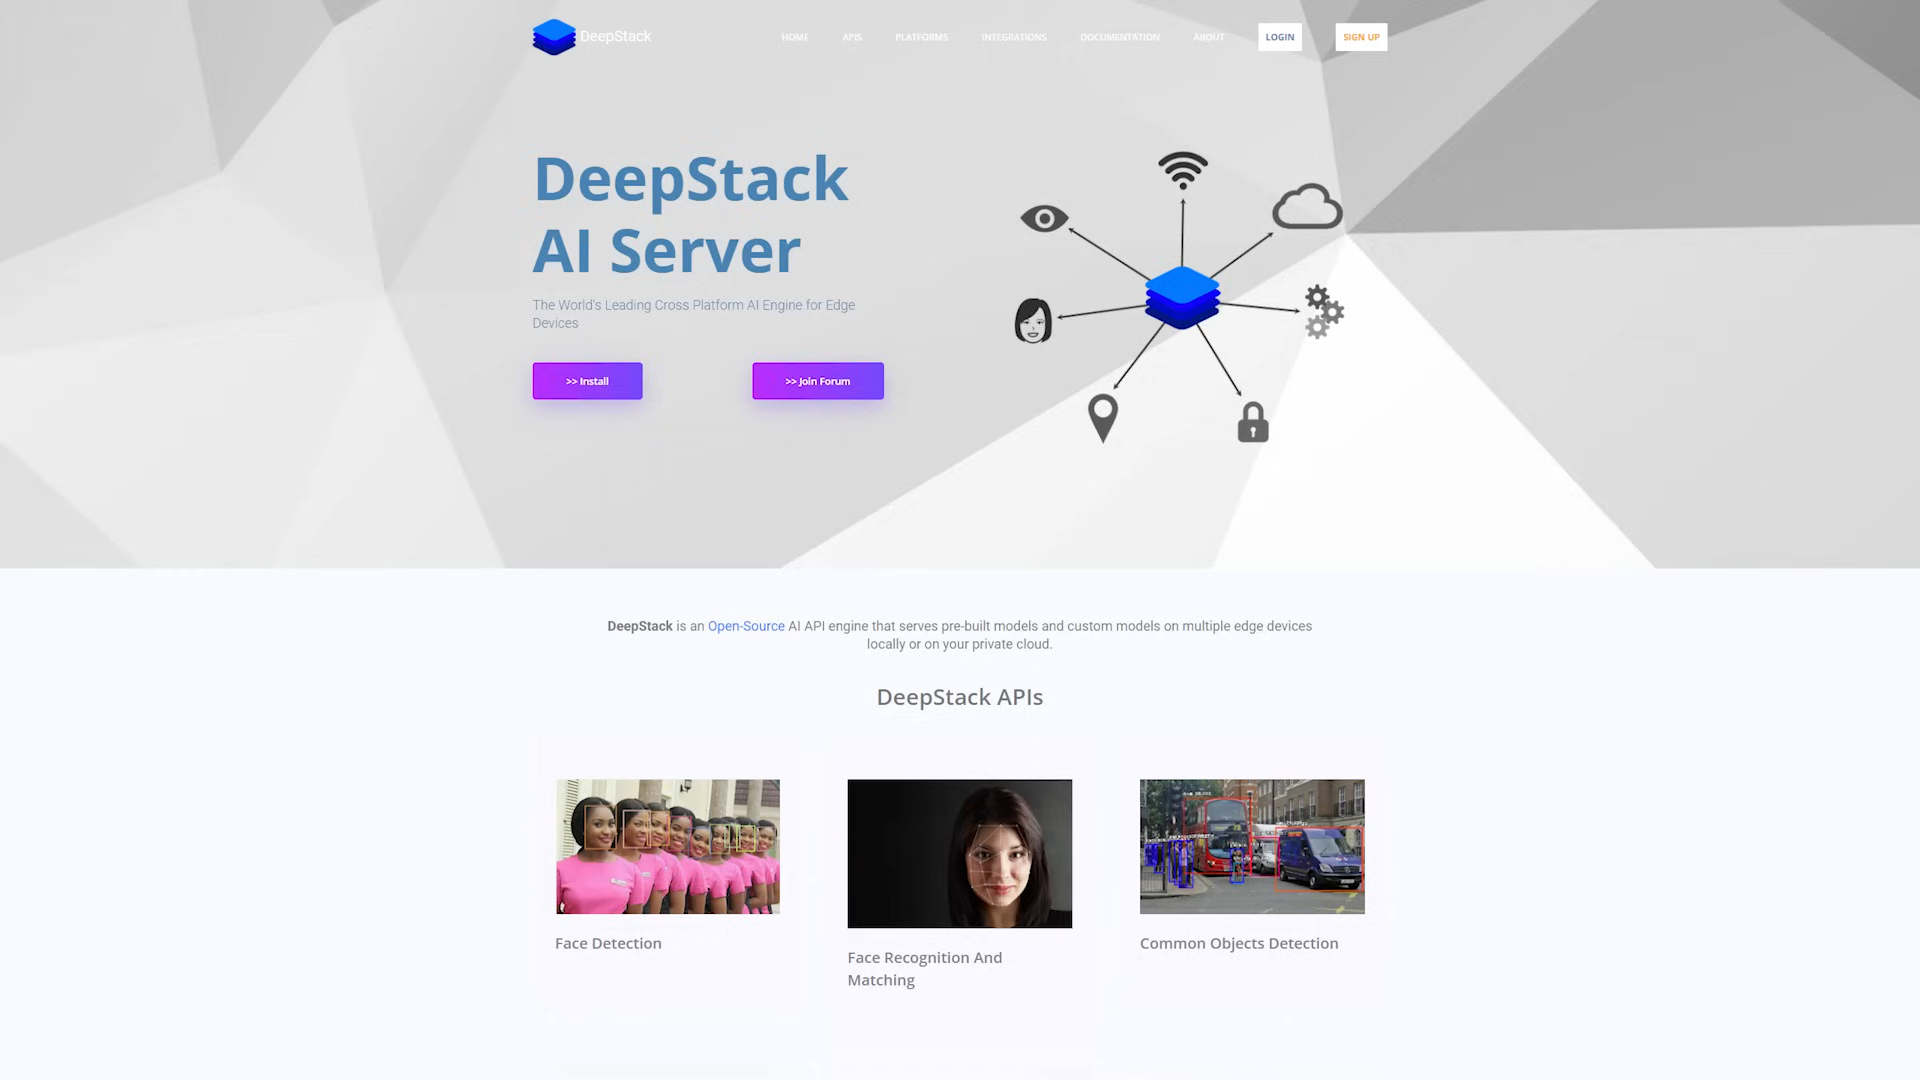 DeepStack
HOME APIS PLATFORMS INTEGRATIONS DOCUMENTATION ABOUT LOGIN SIGN UP
DeepStack
AI Server
The World's Leading Cross Platform AI Engine for Edge
Devices
>> Install >> Join Forum
DeepStack is an Open-Source AI API engine that serves pre-built models and custom models on multiple edge devices
locally or on your private cloud.
DeepStack APIs
Face Detection
Face Recognition And
Matching
Common Objects Detection